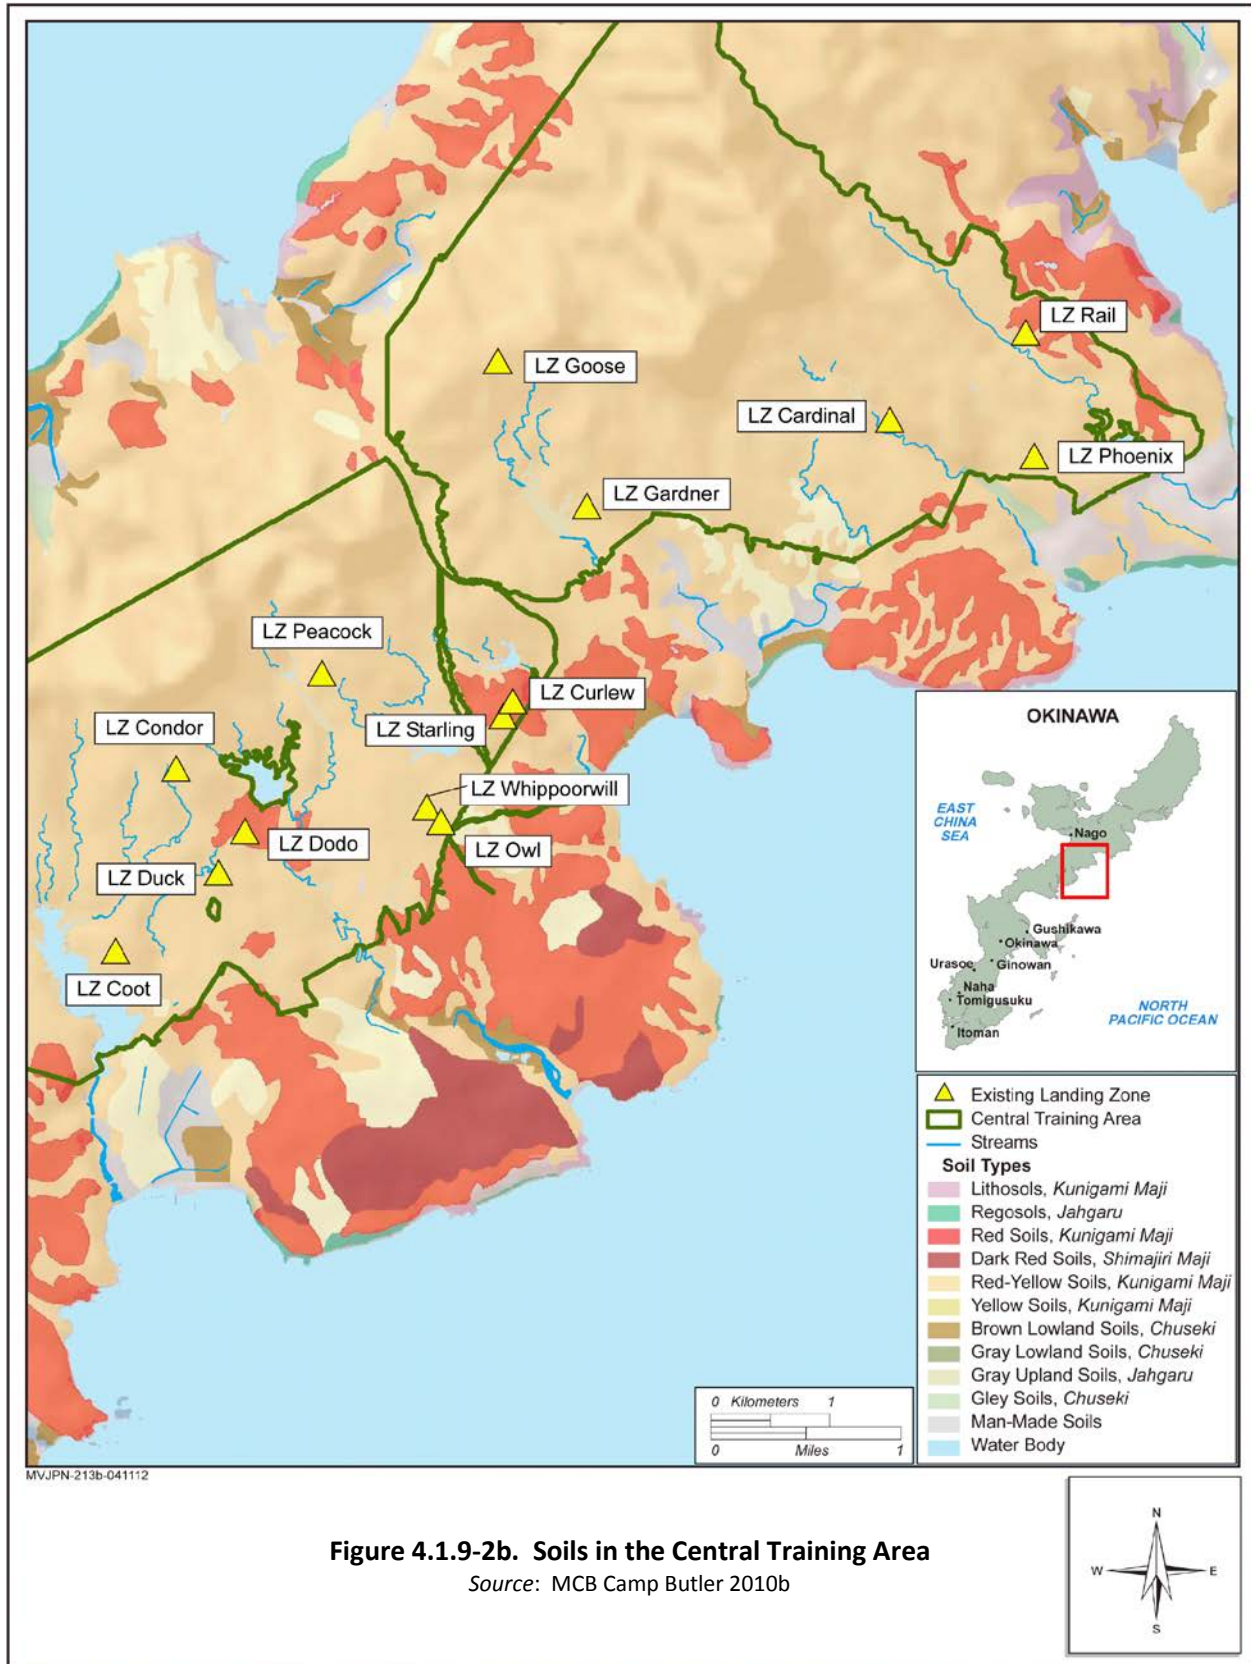 LZ Rail
LZ Goose
LZ Cardinal
LZ Phoenix
LZ Gardner
LZ Peacock
LZ Curlew
LZ Starling
LZ Condor
LZ Whippoorwill
LZ Dodo
LZ Owl
LZ Duck
LZ Coot
OKINAWA
EAST
CHINA
SEA
Nago
Gushikawa
Okinawa
Urasoe
Ginowan
Naha
Tomigusuku
Itoman
NORTH
PACIFIC OCEAN
Existing Landing Zone
Central Training Area
Streams
Soil Types
Lithosols, Kunigami Maji
Regosols, Jahgaru
Red Soils, Kunigami Maji
Dark Red Soils, Shimajiri Maji
Red-Yellow Soils, Kunigami Maji
Yellow Soils, Kunigami Maji
Brown Lowland Soils, Chuseki
Gray Lowland Soils, Chuseki
Gray Upland Soils, Jahgaru
Gley Soils, Chuseki
Man-Made Soils
Water Body
0 Kilometers 1
0 Miles 1
MVJPN-213b-041112
Figure 4.1.9-2b. Soils in the Central Training Area
Source: MCB Camp Butler 2010b
N
W E
S